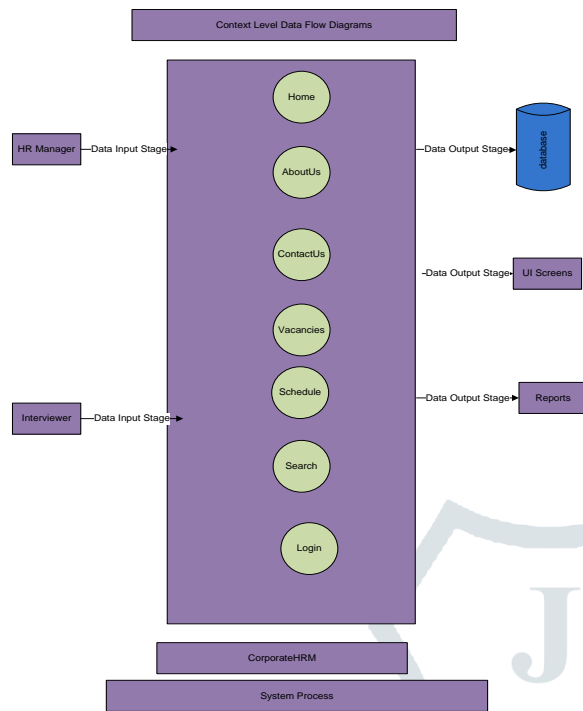 Context Level Data Flow Diagrams
Home
HR Manager
Data Input Stage
Data Output Stage
database
AboutUs
ContactUs
Data Output Stage
UI Screens
Vacancies
Schedule
Data Output Stage
Reports
Interviewer
Data Input Stage
Search
Login
J
CorporateHRM
System Process